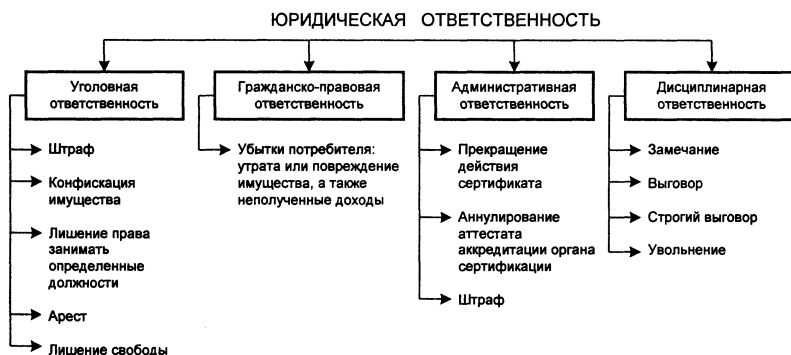 ЮРИДИЧЕСКАЯ ОТВЕТСТВЕННОСТЬ
Уголовная
ответственность
Штраф
Конфискация
имущества
Лишение права
занимать
определенные
должности
Арест
Лишение свободы
Гражданско-правовая
ответственность
Убытки потребителя:
утрата или повреждение
имущества, а также
неполученные доходы
Административная
ответственность
Прекращение
действия
сертификата
Аннулирование
аттестата
аккредитации органа
сертификации
Штраф
Дисциплинарная
ответственность
Замечание
Выговор
Строгий выговор
Увольнение